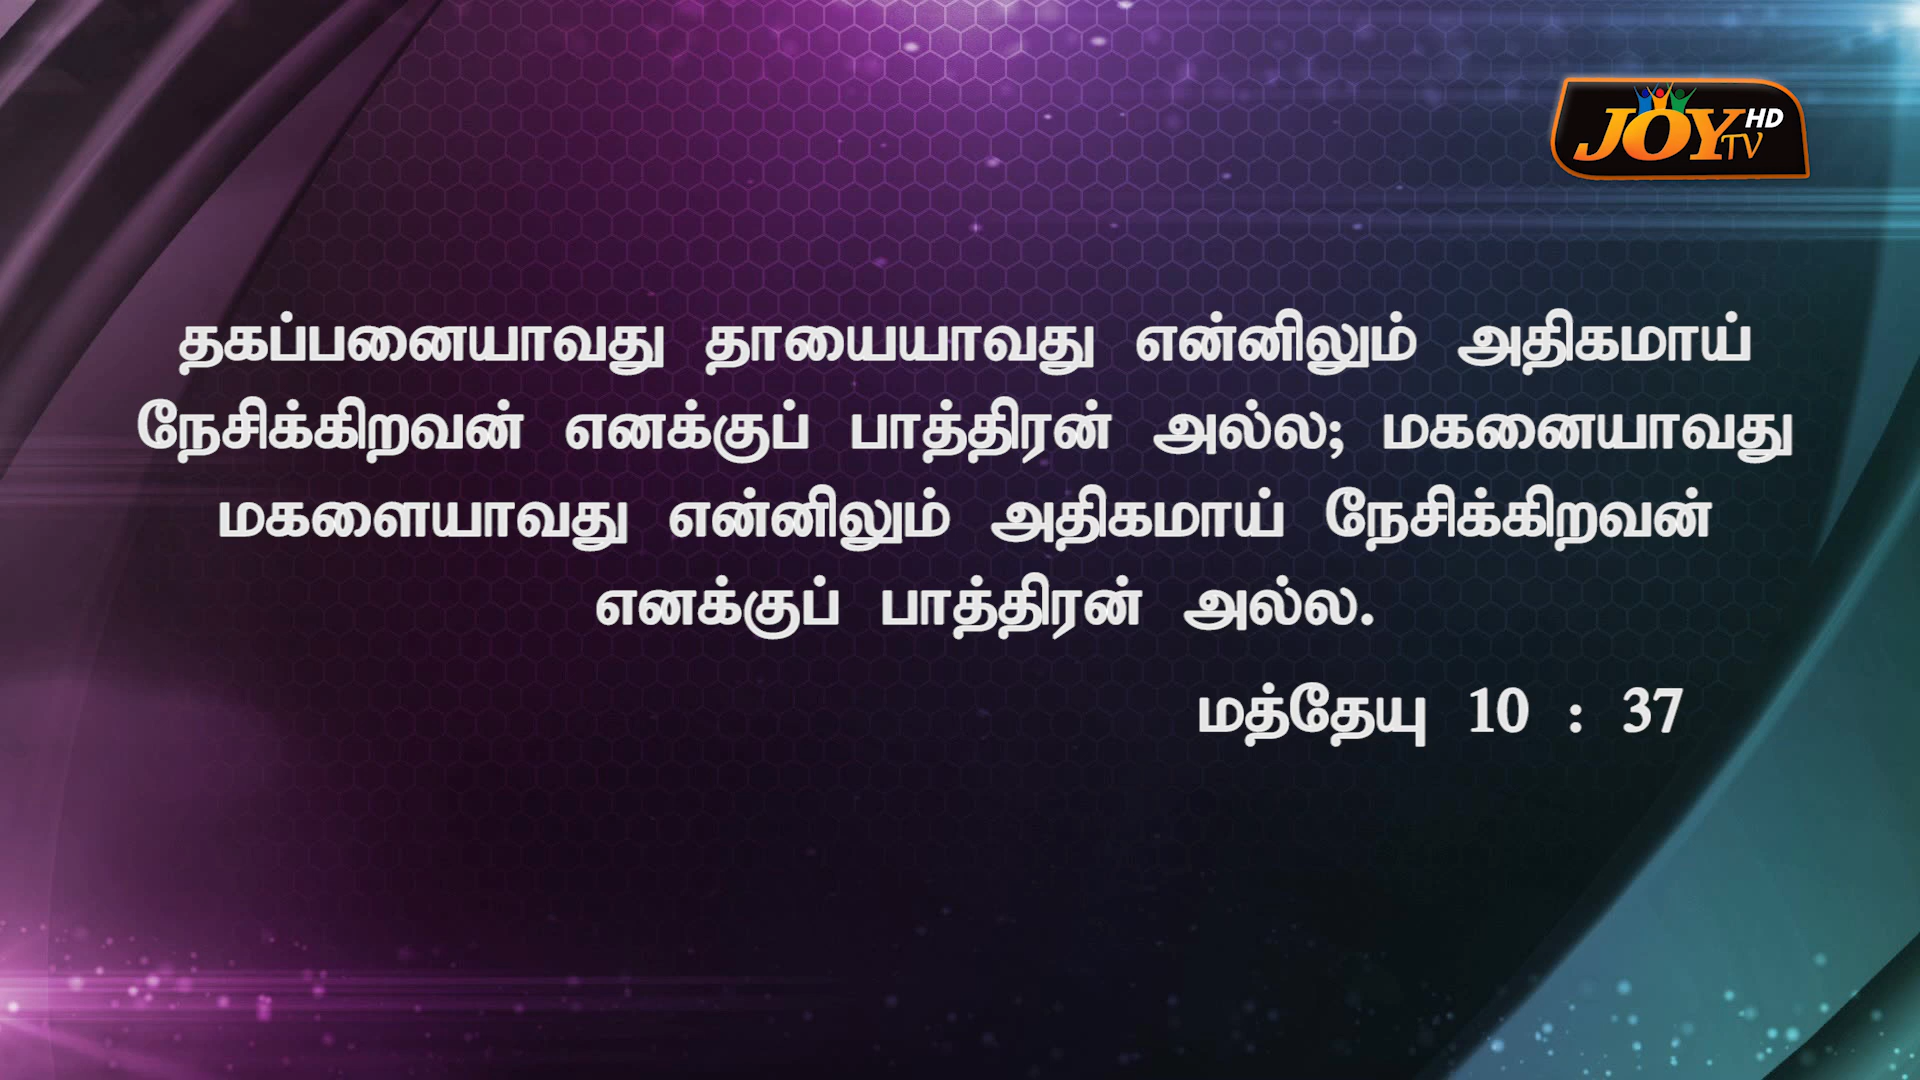 JOY HD
TV
தகப்பனையாவது தாயையாவது என்னிலும் அதிகமாய்
நேசிக்கிறவன் எனக்குப் பாத்திரன் அல்ல; மகனையாவது
மகளையாவது என்னிலும் அதிகமாய் நேசிக்கிறவன்
எனக்குப் பாத்திரன் அல்ல.
மத்தேயு 10 : 37